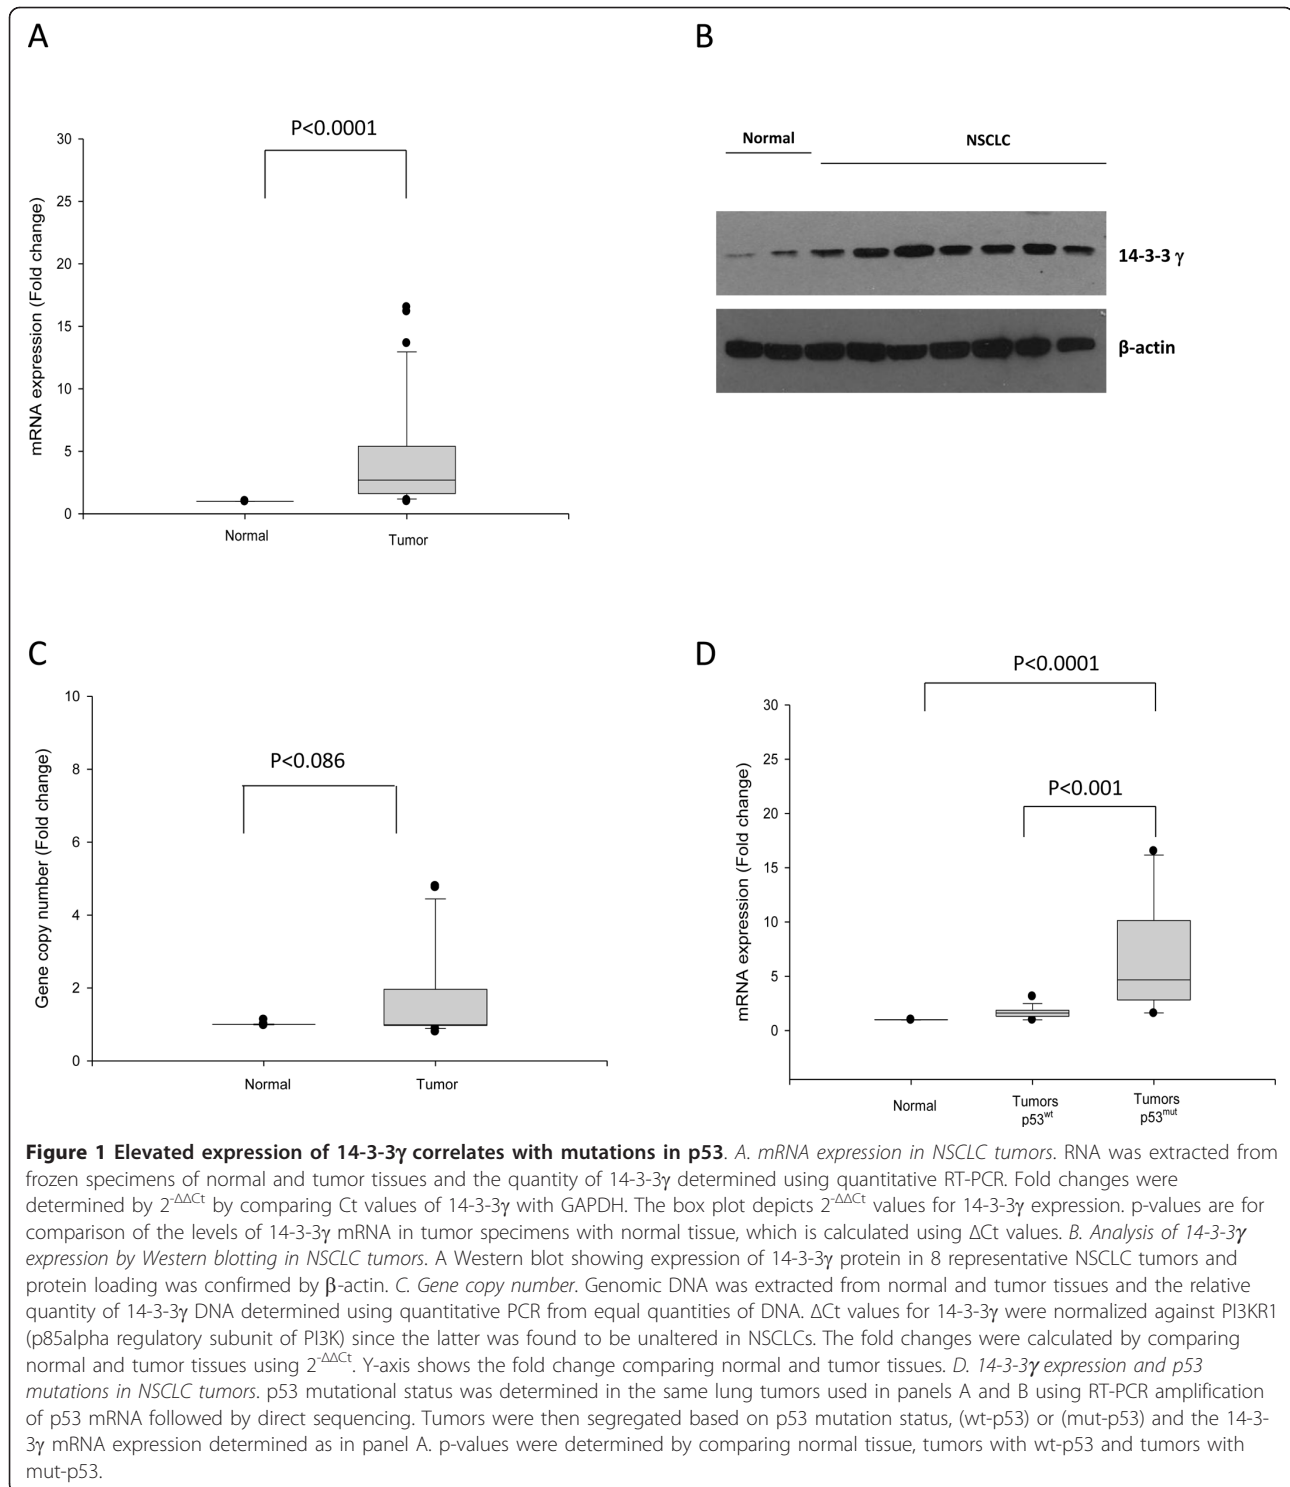 A
P<0.0001
30
25
20
15
10
5
0
mRNA expression (Fold change)
Normal
Tumor
B
Normal
NSCLC
14-3-3 γ
β-actin
C
P<0.086
10
8
6
4
2
0
Gene copy number (Fold change)
Normal
Tumor
D
P<0.0001
P<0.001
30
25
20
15
10
5
0
mRNA expression (Fold change)
Normal
Tumors
p53wt
Tumors
p53mut
Figure 1 Elevated expression of 14-3-3γ correlates with mutations in p53. A. mRNA expression in NSCLC tumors. RNA was extracted from
frozen specimens of normal and tumor tissues and the quantity of 14-3-3γ determined using quantitative RT-PCR. Fold changes were
determined by 2-ΔΔCt by comparing Ct values of 14-3-3γ with GAPDH. The box plot depicts 2-ΔΔCt values for 14-3-3γ expression. p-values are for
comparison of the levels of 14-3-3γ mRNA in tumor specimens with normal tissue, which is calculated using ΔCt values. B. Analysis of 14-3-3γ
expression by Western blotting in NSCLC tumors. A Western blot showing expression of 14-3-3γ protein in 8 representative NSCLC tumors and
protein loading was confirmed by β-actin. C. Gene copy number. Genomic DNA was extracted from normal and tumor tissues and the relative
quantity of 14-3-3γ DNA determined using quantitative PCR from equal quantities of DNA. ΔCt values for 14-3-3γ were normalized against PI3KR1
(p85alpha regulatory subunit of PI3K) since the latter was found to be unaltered in NSCLCs. The fold changes were calculated by comparing
normal and tumor tissues using 2-ΔΔCt. Y-axis shows the fold change comparing normal and tumor tissues. D. 14-3-3γ expression and p53
mutations in NSCLC tumors. p53 mutational status was determined in the same lung tumors used in panels A and B using RT-PCR amplification
of p53 mRNA followed by direct sequencing. Tumors were then segregated based on p53 mutation status, (wt-p53) or (mut-p53) and the 14-3-
3γ mRNA expression determined as in panel A. p-values were determined by comparing normal tissue, tumors with wt-p53 and tumors with
mut-p53.